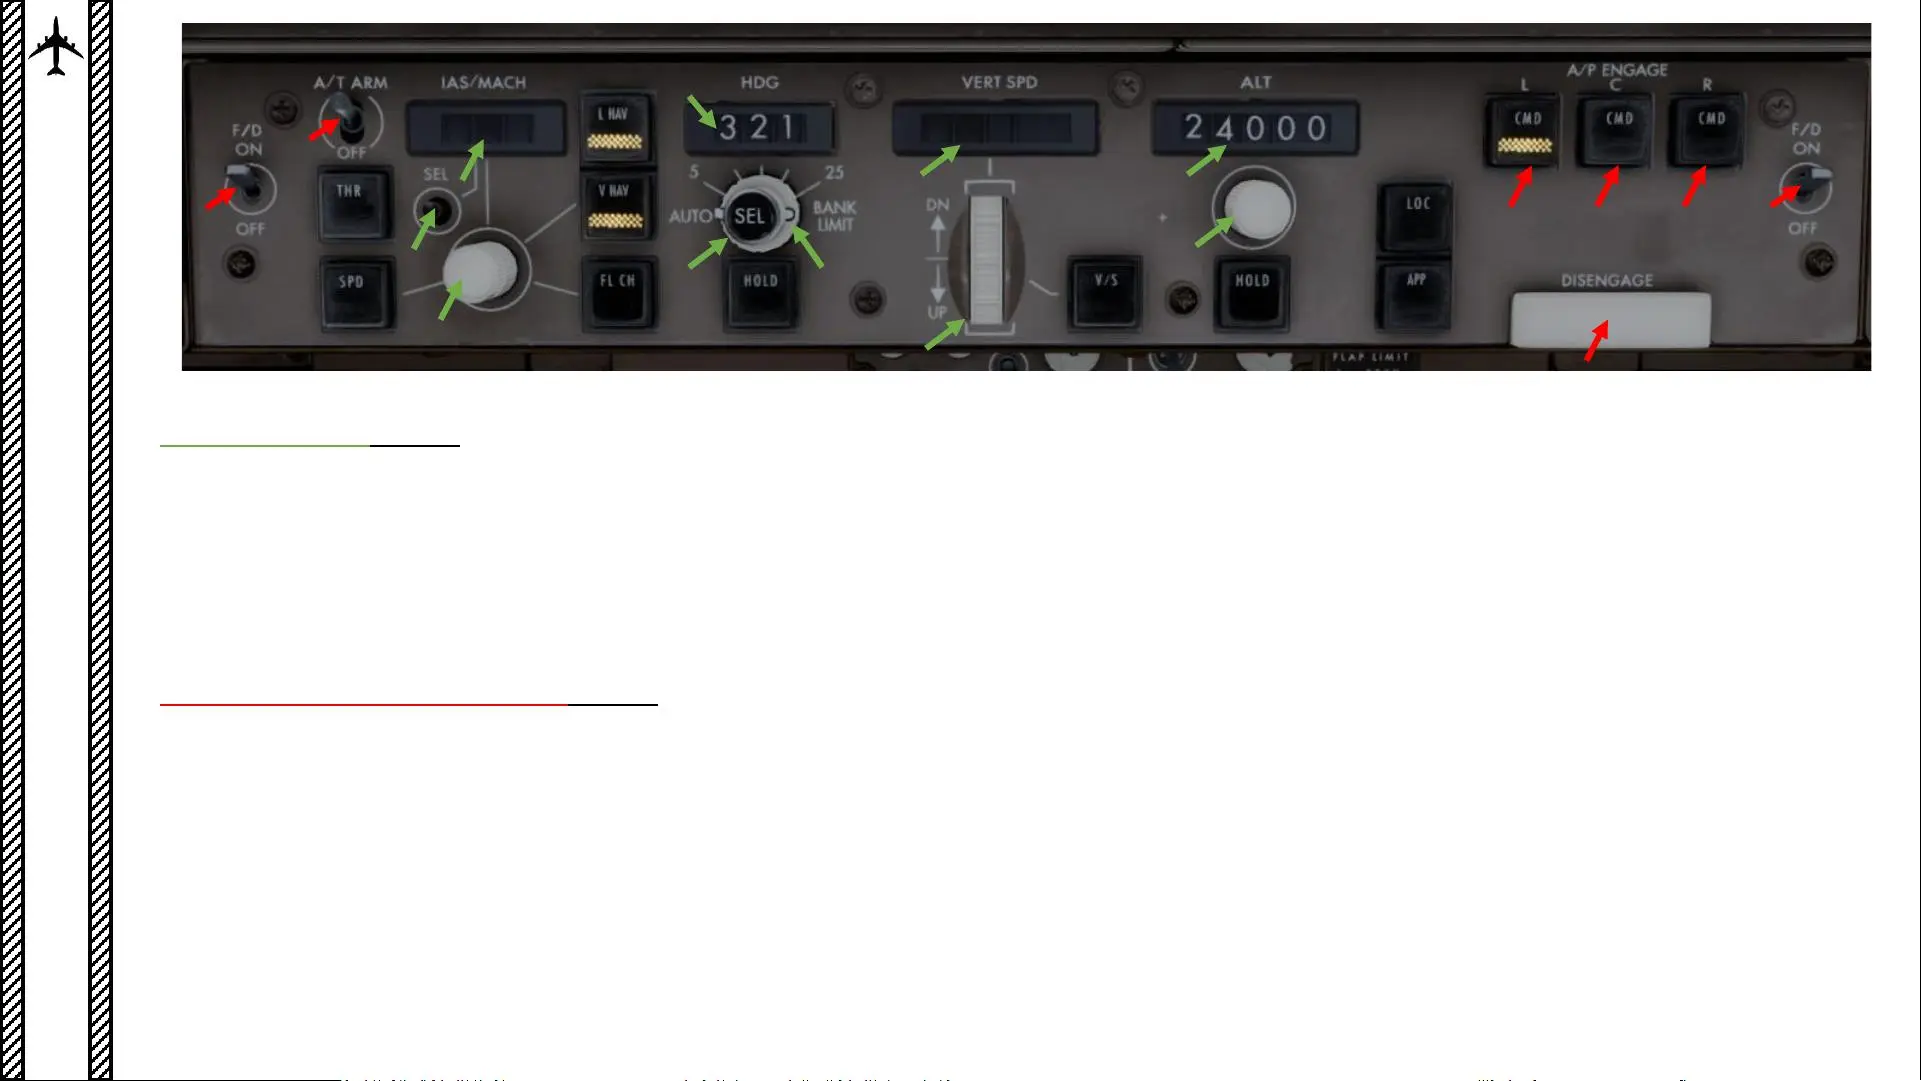 A/T ARM
OFF
F/D
ON
OFF
IAS/MACH
SEL
THR
SPD
L NAV
V NAV
FL CH
HDG
321
5
25
AUTO
SEL
BANK
LIMIT
HOLD
VERT SPD
DN
UP
V/S
ALT
24000
HOLD
LOC
APP
A/P ENGAGE
L C R
CMD CMD CMD
DISENGAGE
F/D
ON
OFF
FLAP LIMIT